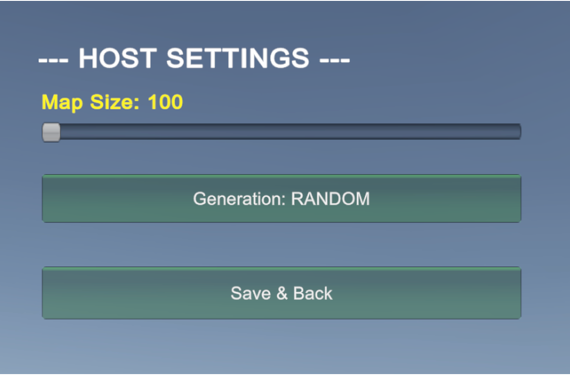 --- HOST SETTINGS ---
Map Size: 100
Generation: RANDOM
Save & Back